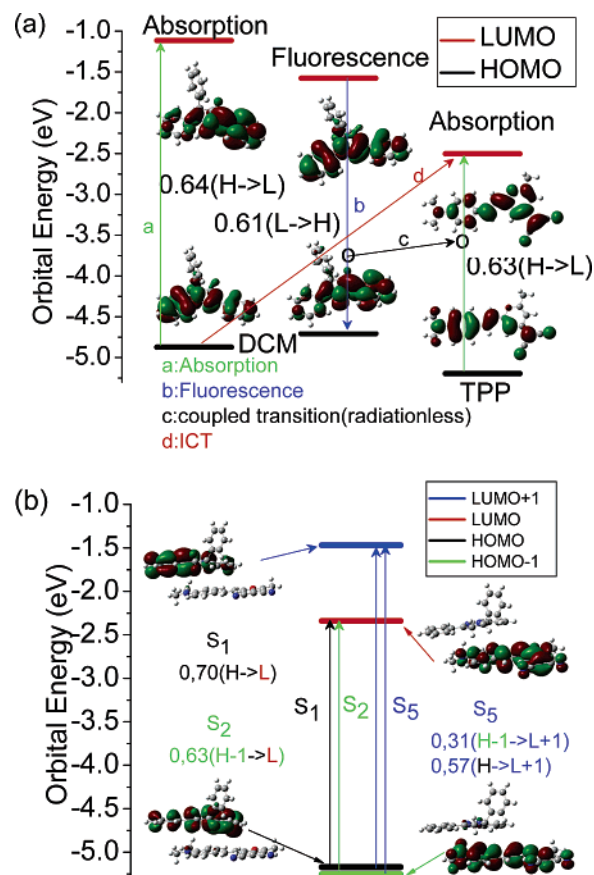 (a)
-1.0
-1.5
-2.0
-2.5
-3.0
-3.5
-4.0
-4.5
-5.0
Orbital Energy (eV)
Absorption
Fluorescence
LUMO
HOMO
Absorption
0.64(H->L)
0.61(L->H)
0.63(H->L)
a
b
c
d
DCM
TPP
a:Absorption
b:Fluorescence
c:coupled transition(radiationless)
d:ICT
(b)
-1.0
-1.5
-2.0
-2.5
-3.0
-3.5
-4.0
-4.5
-5.0
Orbital Energy (eV)
LUMO+1
LUMO
HOMO
HOMO-1
S1
0,70(H->L)
S2
0,63(H-1->L)
S1
S2
S5
S5
0,31(H-1->L+1)
0,57(H->L+1)